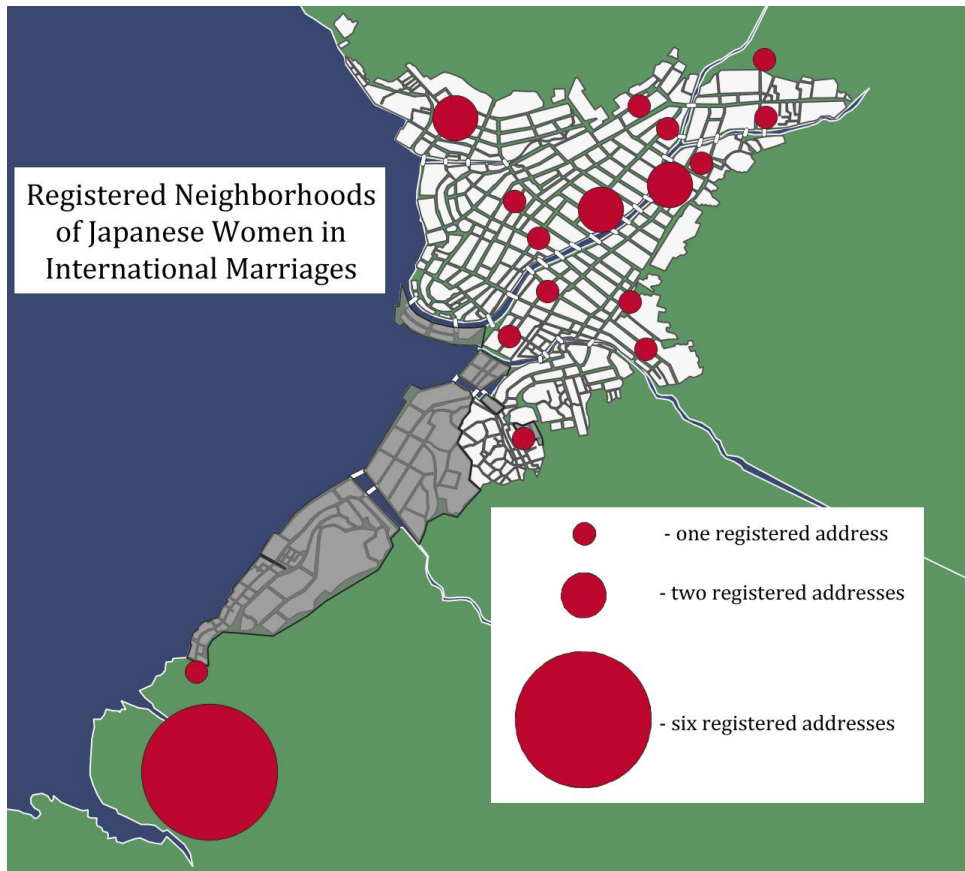 Registered Neighborhoods
of Japanese Women in
International Marriages
- one registered address
- two registered addresses
- six registered addresses